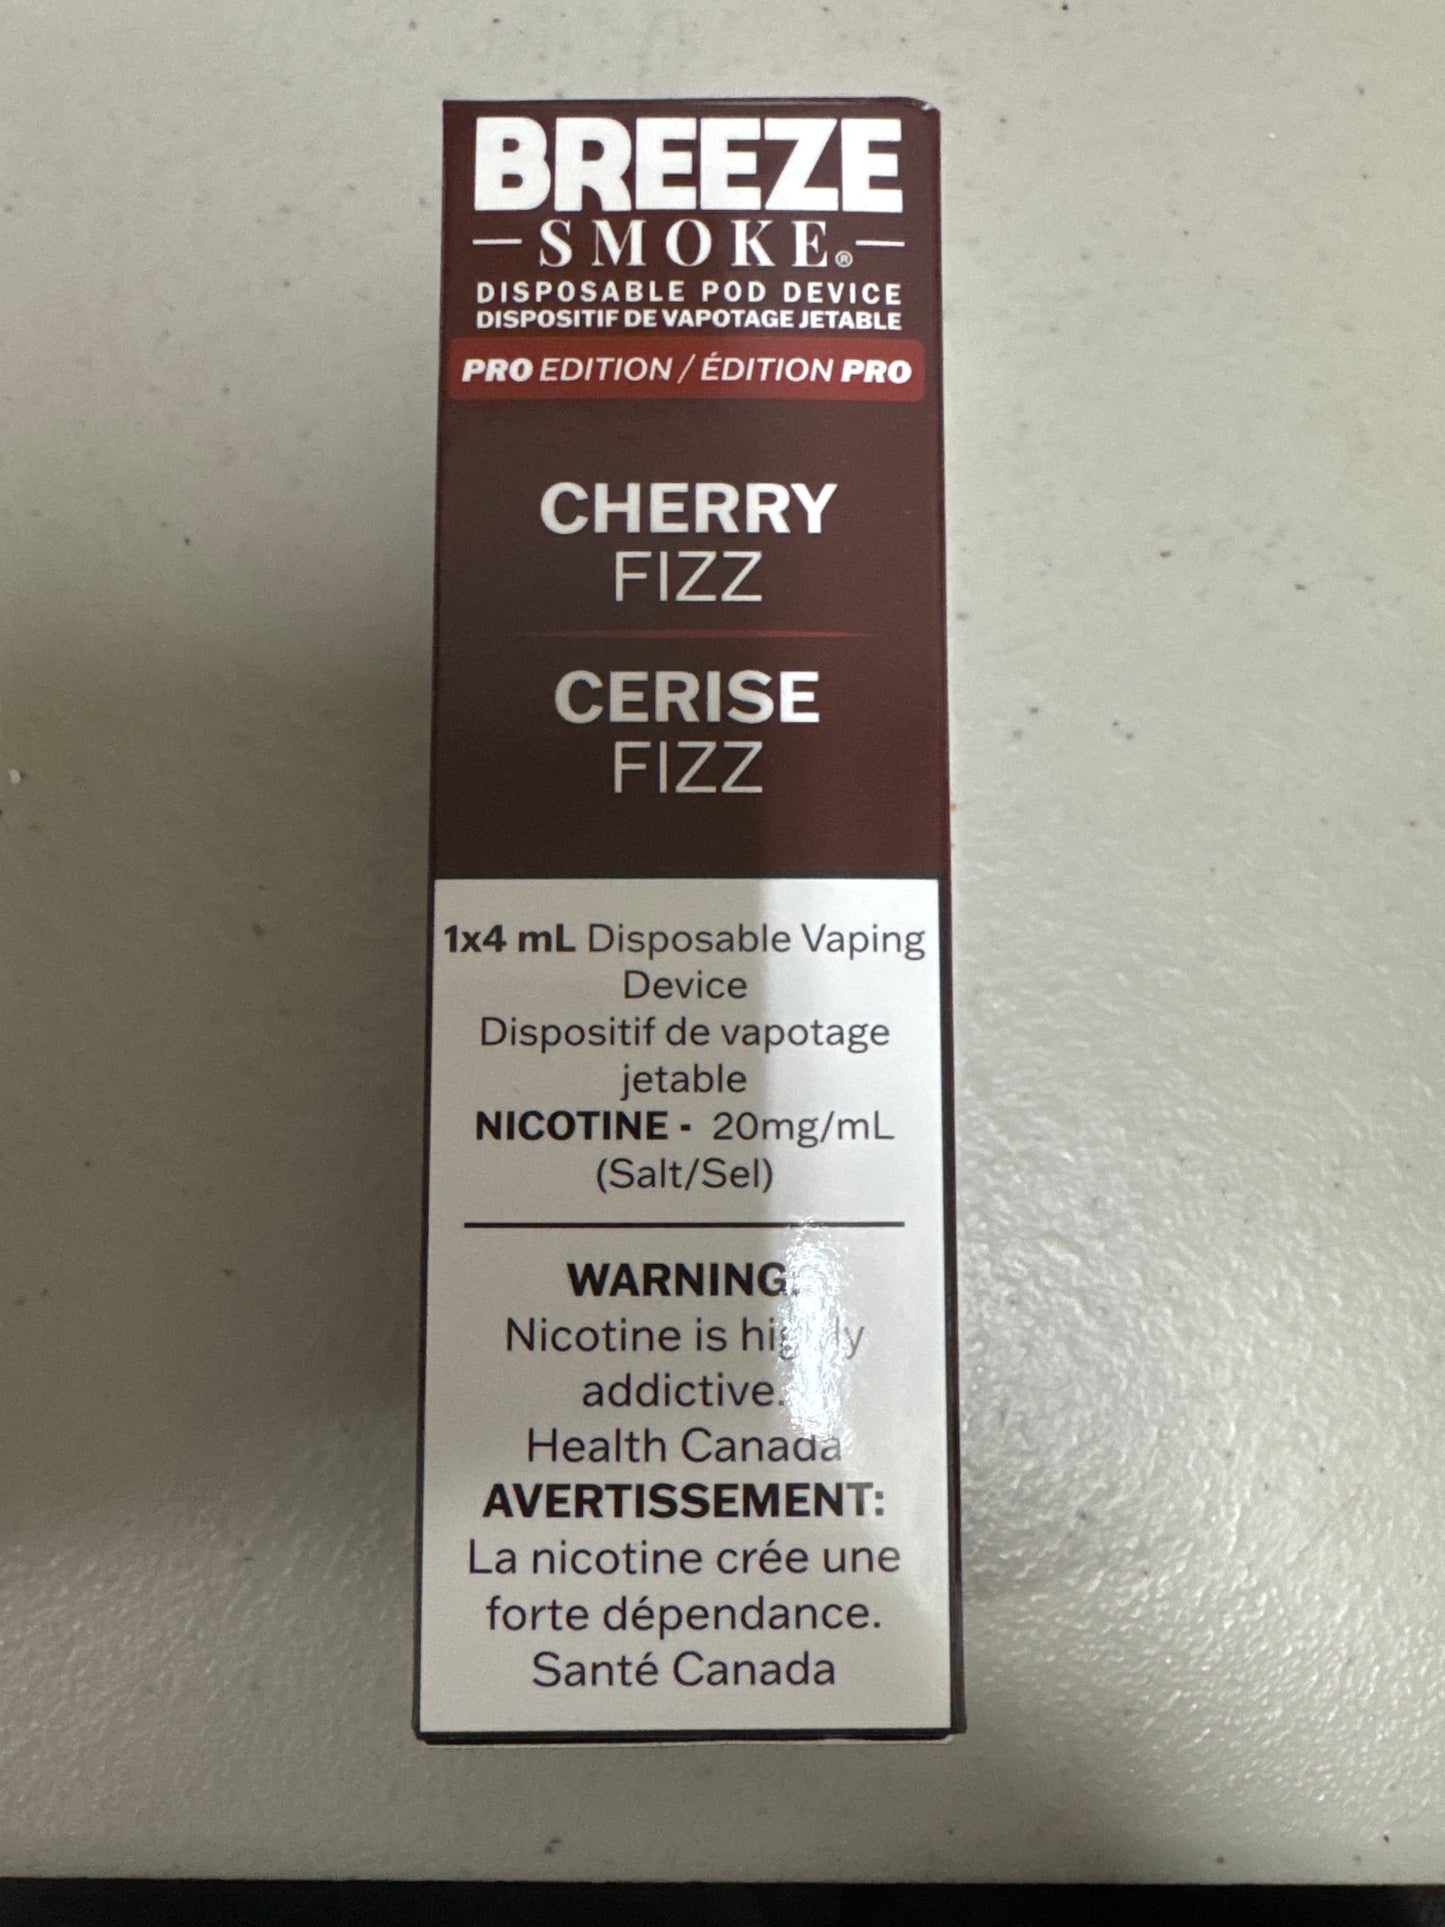 BREEZE
SMOKE®
DISPOSABLE POD DEVICE
DISPOSITIF DE VAPOTAGE JETABLE
PRO EDITION / ÉDITION PRO
CHERRY
FIZZ
CERISE
FIZZ
1x4 mL Disposable Vaping
Device
Dispositif de vapotage
jetable
NICOTINE - 20mg/mL
(Salt/Sel)
WARNING:
Nicotine is highly
addictive.
Health Canada
AVERTISSEMENT:
La nicotine crée une
forte dépendance.
Santé Canada